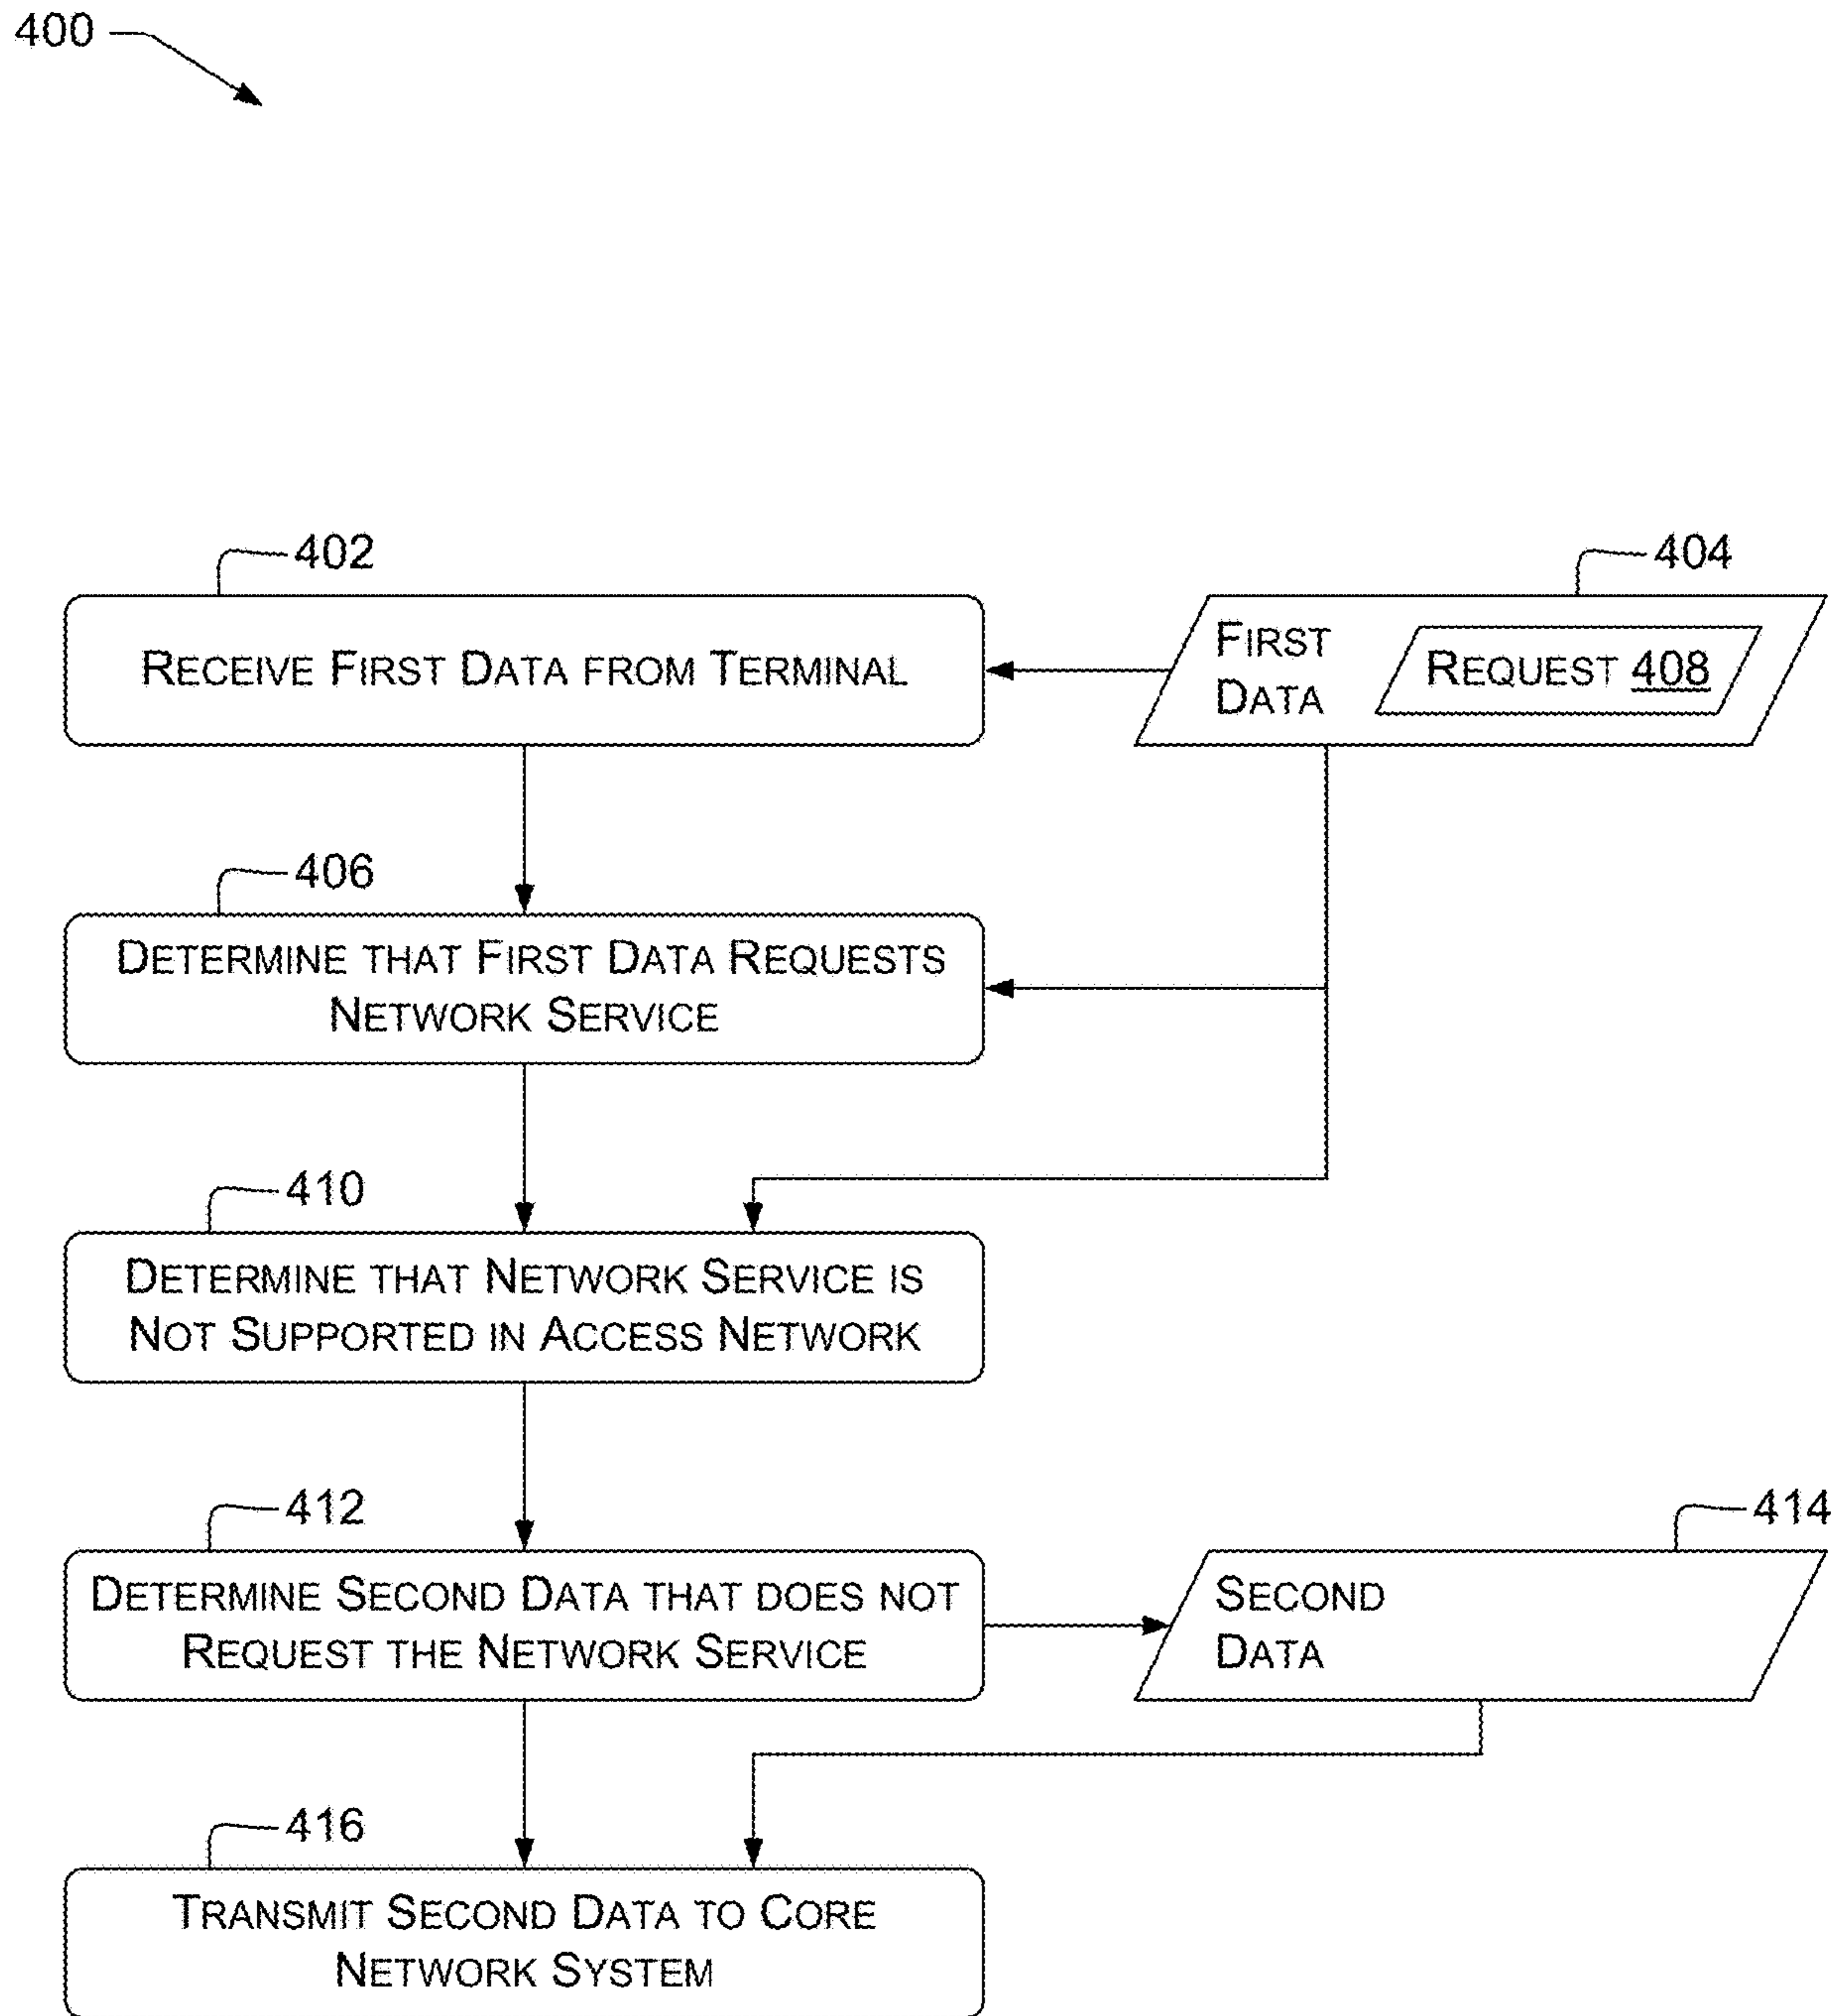 400
402
RECEIVE FIRST DATA FROM TERMINAL
404
FIRST
DATA
REQUEST 408
406
DETERMINE THAT FIRST DATA REQUESTS
NETWORK SERVICE
410
DETERMINE THAT NETWORK SERVICE IS
NOT SUPPORTED IN ACCESS NETWORK
412
DETERMINE SECOND DATA THAT DOES NOT
REQUEST THE NETWORK SERVICE
414
SECOND
DATA
416
TRANSMIT SECOND DATA TO CORE
NETWORK SYSTEM